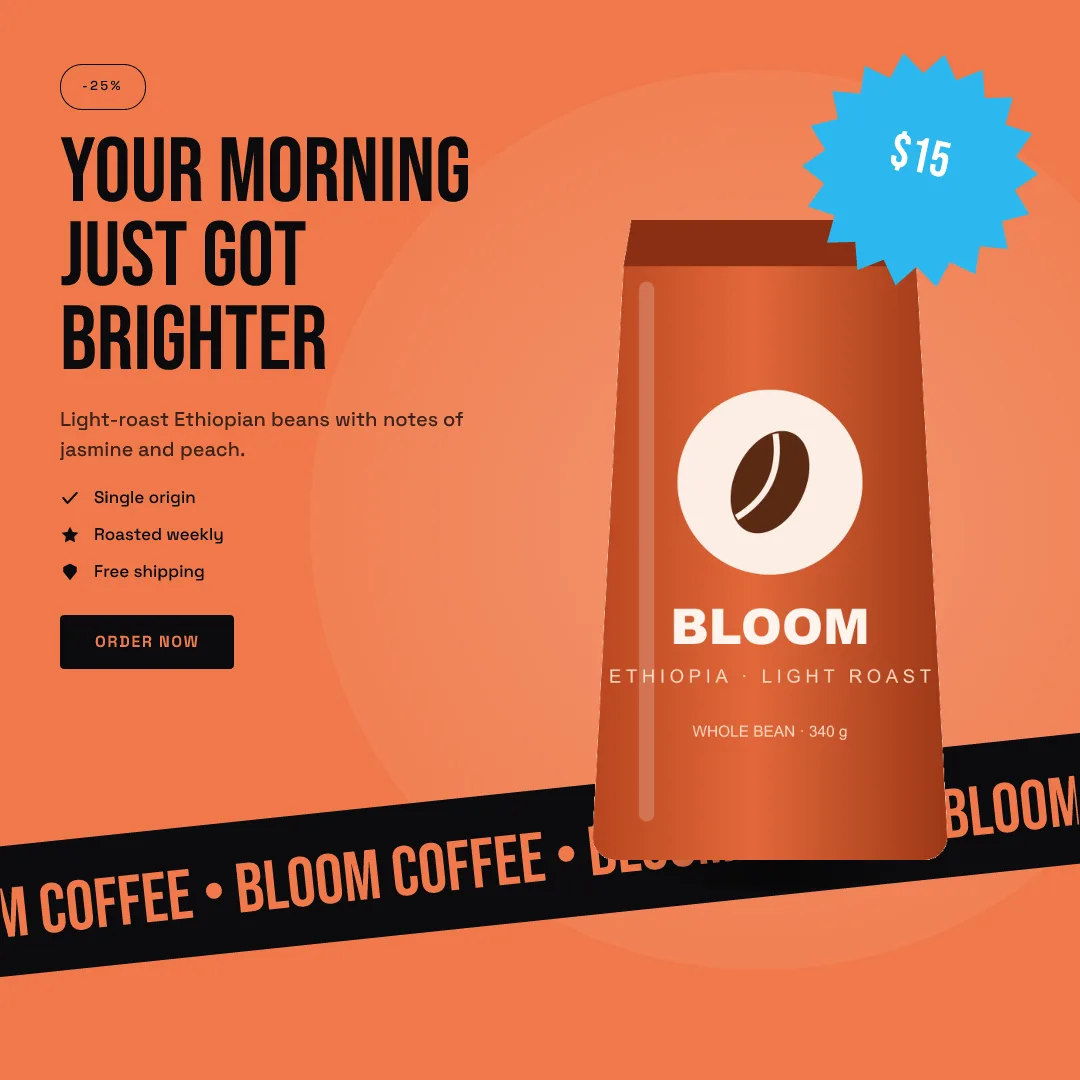 -25%
YOUR MORNING
JUST GOT
BRIGHTER
Light-roast Ethiopian beans with notes of
jasmine and peach.
Single origin
Roasted weekly
Free shipping
ORDER NOW
$15
BLOOM
ETHIOPIA · LIGHT ROAST
WHOLE BEAN · 340 g
M COFFEE • BLOOM COFFEE • BLOOM BLOOM